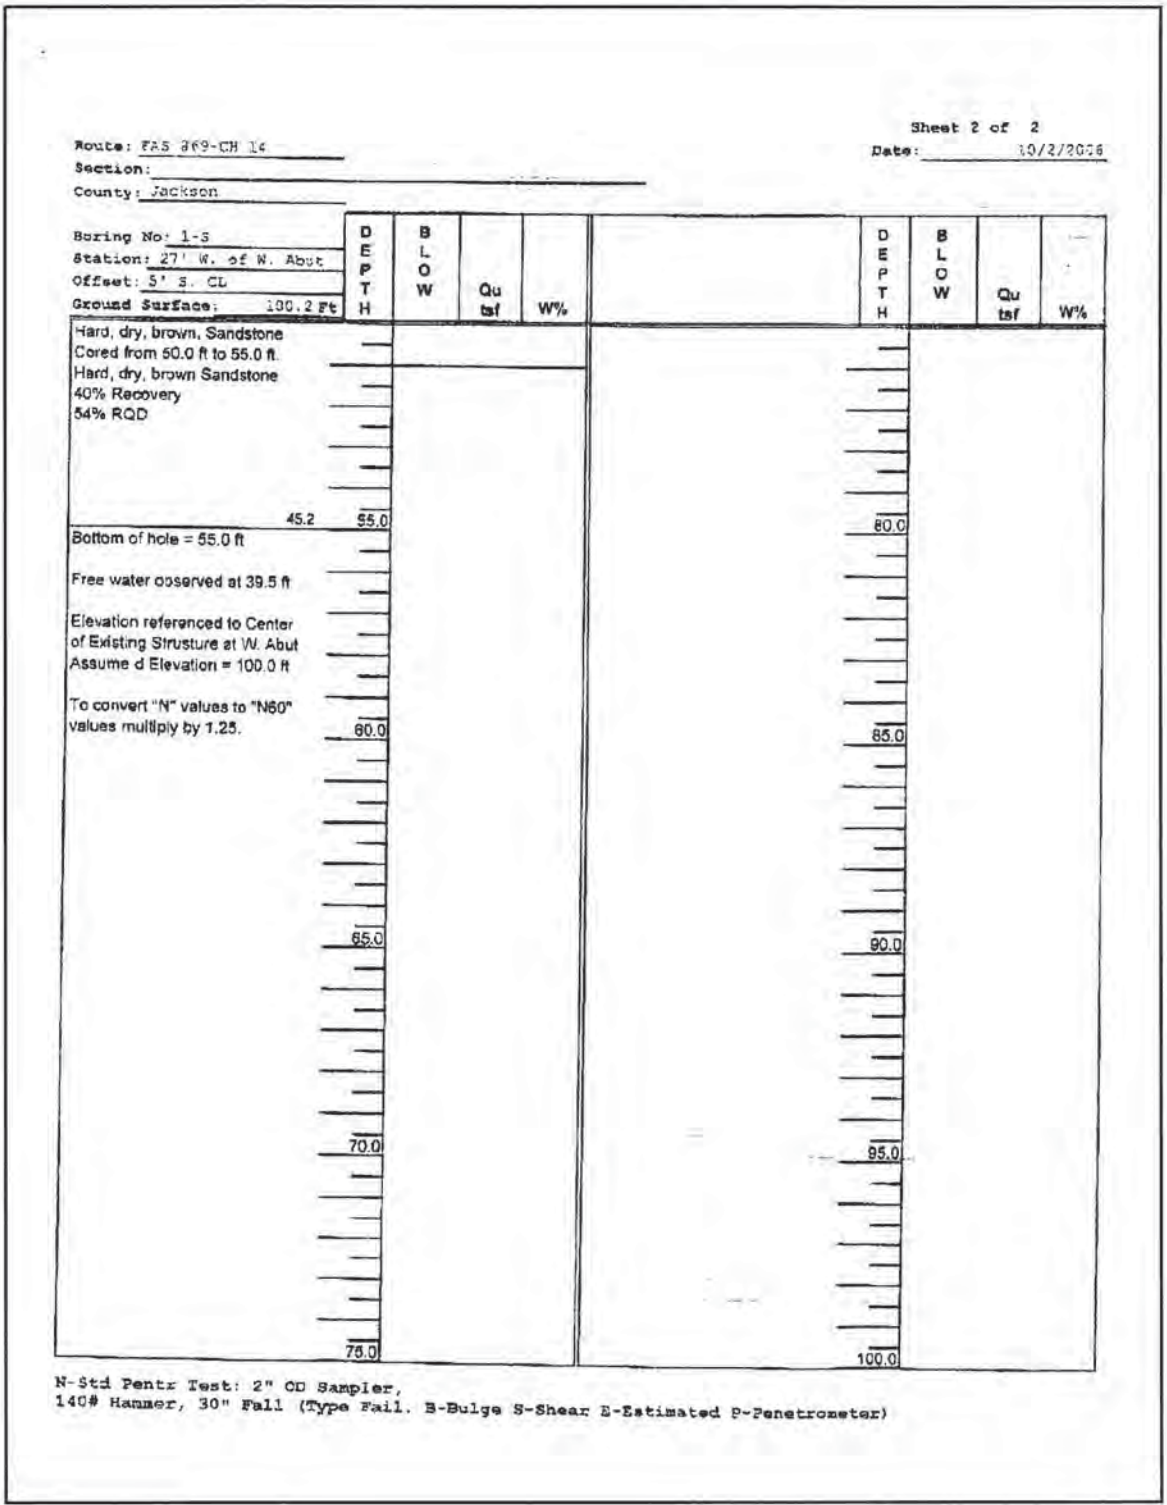 Sheet 2 of 2
Route: FAS 869-CH 14
Date: 10/2/2006
Section:
County: Jackson
Boring No: 1-S
Station: 27' W. of W. Abut
Offset: 5' S. CL
Ground Surface: 100.2 Ft
DEPTH
BLOW
Qu tsf
W%
DEPTH
BLOW
Qu tsf
W%
Hard, dry, brown, Sandstone
Cored from 50.0 ft to 55.0 ft.
Hard, dry, brown Sandstone
40% Recovery
54% RQD
45.2 55.0 80.0
Bottom of hole = 55.0 ft
Free water observed at 39.5 ft
Elevation referenced to Center
of Existing Strusture at W. Abut
Assume d Elevation = 100.0 ft
To convert "N" values to "N60"
values multiply by 1.25.
60.0 85.0
65.0 90.0
70.0 95.0
75.0 100.0
N-Std Pentr Test: 2" OD Sampler,
140# Hammer, 30" Fall (Type Fail. B-Bulge S-Shear E-Estimated P-Penetrometer)